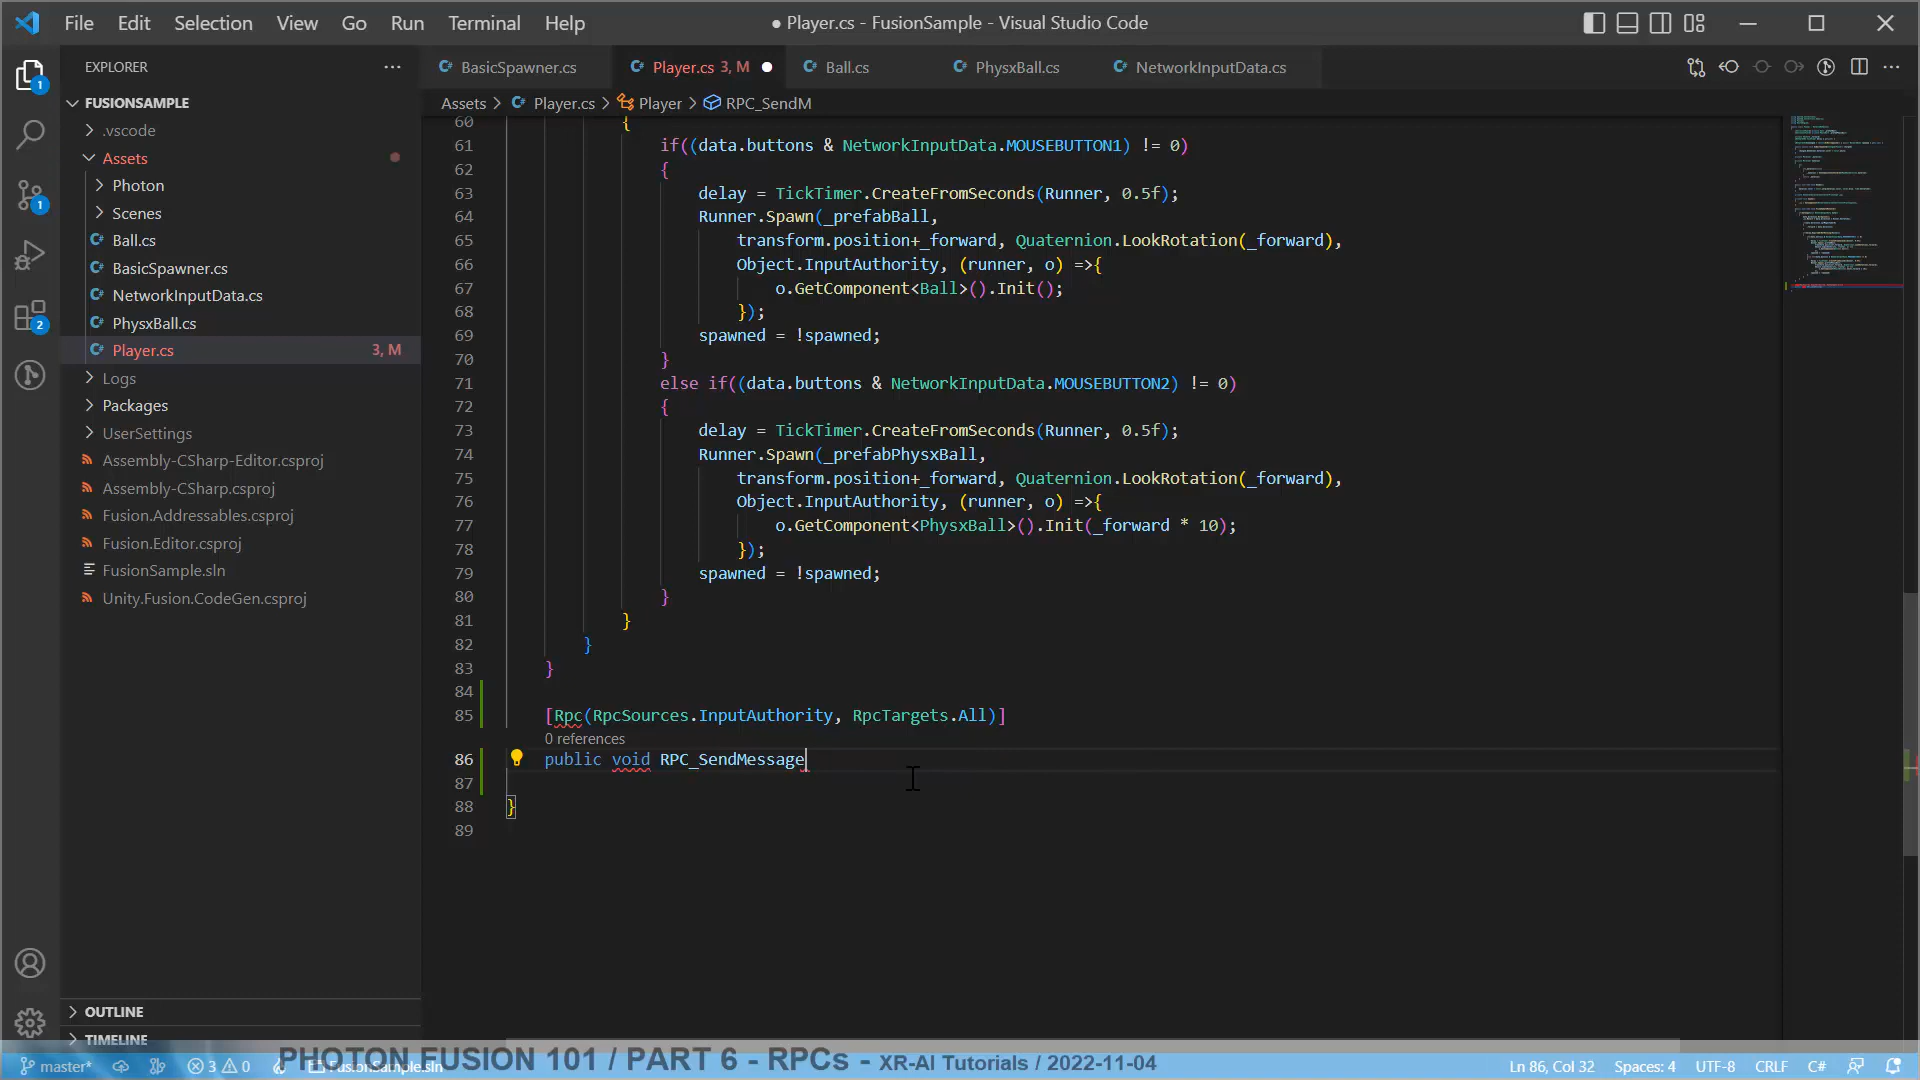 File Edit Selection View Go Run Terminal Help
● Player.cs - FusionSample - Visual Studio Code
EXPLORER
BasicSpawner.cs
Player.cs 3, M
Ball.cs
PhysxBall.cs
NetworkInputData.cs
Assets > Player.cs > Player > RPC_SendM
FUSIONSAMPLE
.vscode
Assets
Photon
Scenes
Ball.cs
BasicSpawner.cs
NetworkInputData.cs
PhysxBall.cs
Player.cs 3, M
Logs
Packages
UserSettings
Assembly-CSharp-Editor.csproj
Assembly-CSharp.csproj
Fusion.Addressables.csproj
Fusion.Editor.csproj
FusionSample.sln
Unity.Fusion.CodeGen.csproj
OUTLINE
TIMELINE
1
1
2
60 {
61 if((data.buttons & NetworkInputData.MOUSEBUTTON1) != 0)
62 {
63 delay = TickTimer.CreateFromSeconds(Runner, 0.5f);
64 Runner.Spawn(_prefabBall,
65 transform.position+_forward, Quaternion.LookRotation(_forward),
66 Object.InputAuthority, (runner, o) =>{
67 o.GetComponent<Ball>().Init();
68 });
69 spawned = !spawned;
70 }
71 else if((data.buttons & NetworkInputData.MOUSEBUTTON2) != 0)
72 {
73 delay = TickTimer.CreateFromSeconds(Runner, 0.5f);
74 Runner.Spawn(_prefabPhysxBall,
75 transform.position+_forward, Quaternion.LookRotation(_forward),
76 Object.InputAuthority, (runner, o) =>{
77 o.GetComponent<PhysxBall>().Init(_forward * 10);
78 });
79 spawned = !spawned;
80 }
81 }
82 }
83 }
84
85 [Rpc(RpcSources.InputAuthority, RpcTargets.All)]
0 references
86 public void RPC_SendMessage
87
88 }
89
master* 3 0 FusionSample.sln
PHOTON FUSION 101 / PART 6 - RPCs - XR-AI Tutorials / 2022-11-04
Ln 86, Col 32 Spaces: 4 UTF-8 CRLF C#